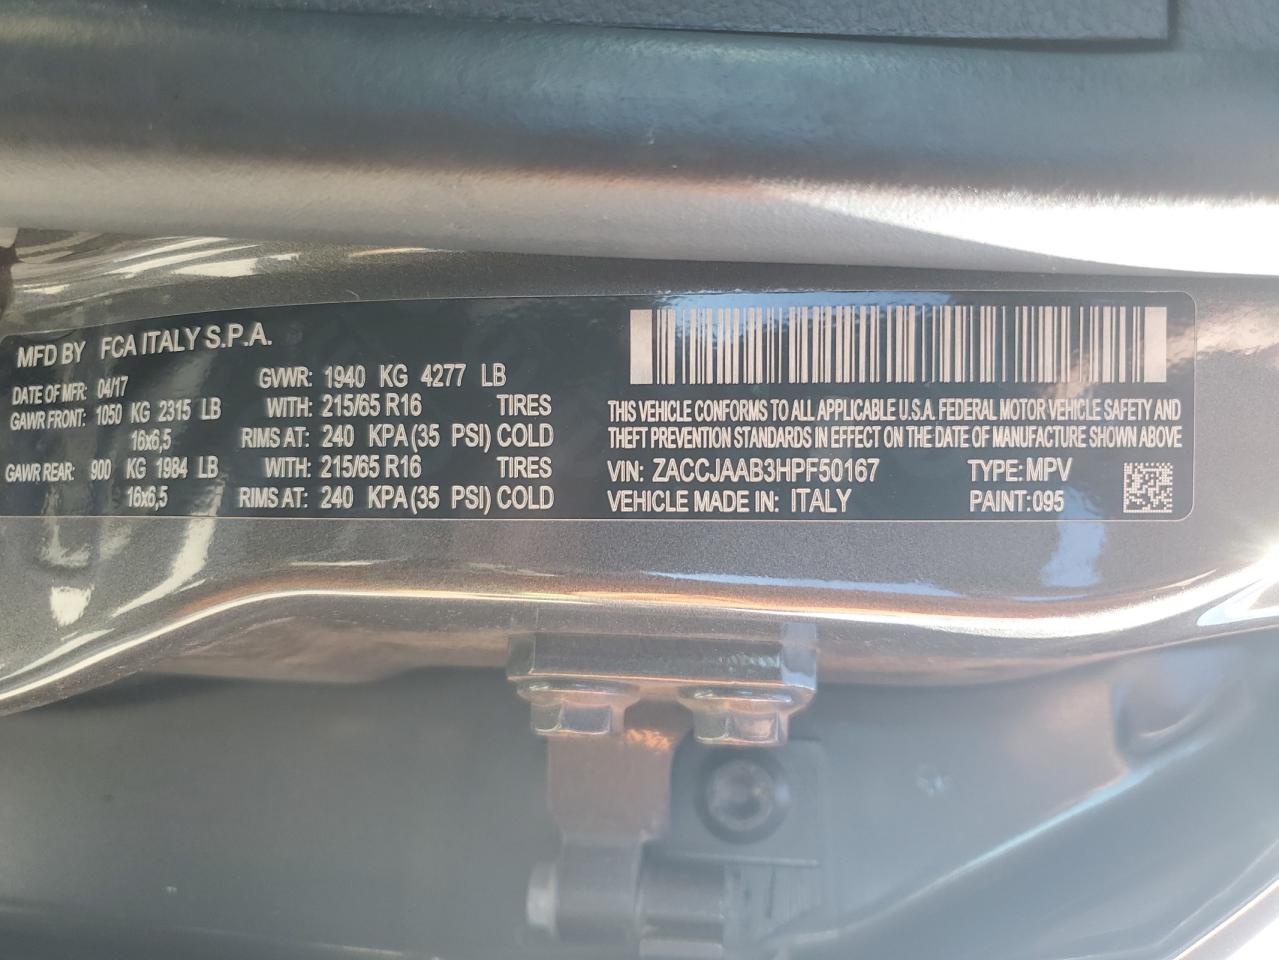 MFD BY FCA ITALY S.P.A.
DATE OF MFR: 04/17 GVWR: 1940 KG 4277 LB
GAWR FRONT: 1050 KG 2315 LB WITH: 215/65 R16 TIRES
16x6,5 RIMS AT: 240 KPA (35 PSI) COLD
GAWR REAR: 900 KG 1984 LB WITH: 215/65 R16 TIRES
16x6,5 RIMS AT: 240 KPA (35 PSI) COLD
THIS VEHICLE CONFORMS TO ALL APPLICABLE U.S.A. FEDERAL MOTOR VEHICLE SAFETY AND
THEFT PREVENTION STANDARDS IN EFFECT ON THE DATE OF MANUFACTURE SHOWN ABOVE
VIN: ZACCJAAB3HPF50167 TYPE: MPV
VEHICLE MADE IN: ITALY PAINT: 095